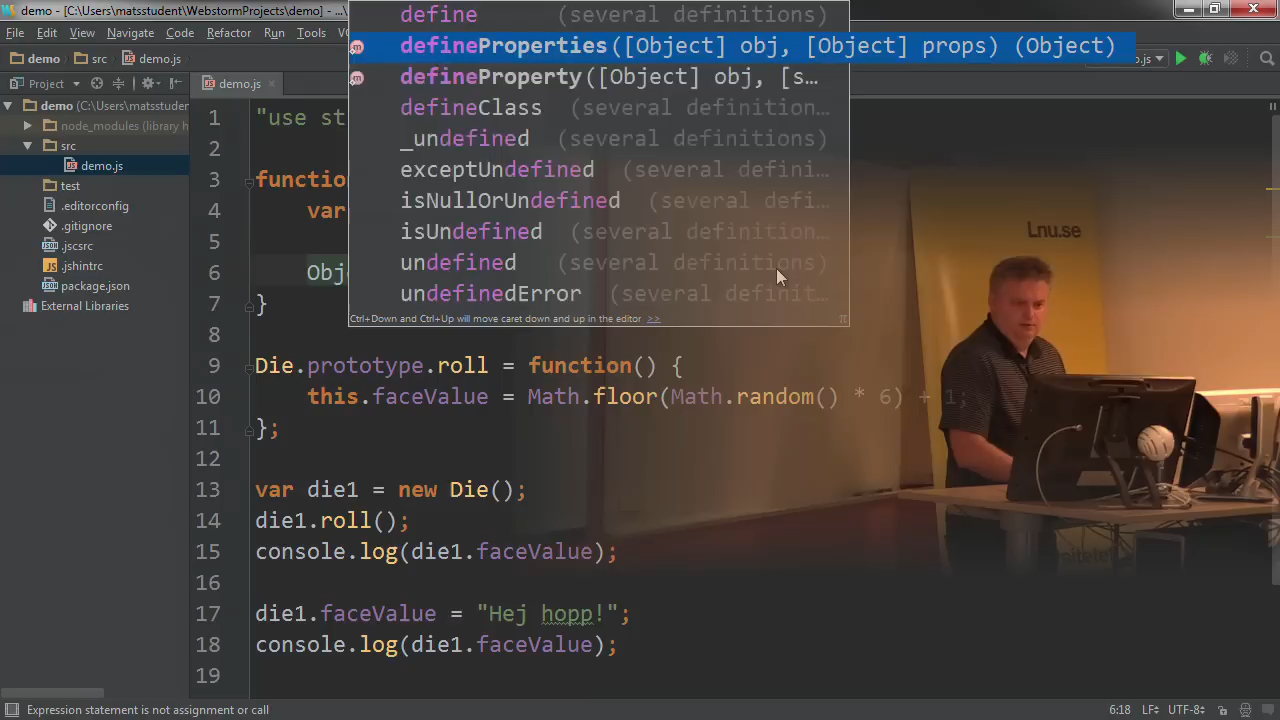 demo - [C:\Users\matsstudent\WebstormProjects\demo] - ...\
File Edit View Navigate Code Refactor Run Tools
demo src demo.js
.js
Project
demo.js
demo (C:\Users\matsstudent
node_modules (library h
src
demo.js
test
.editorconfig
.gitignore
.jscsrc
.jshintrc
package.json
External Libraries
define (several definitions)
defineProperties([Object] obj, [Object] props) (Object)
defineProperty([Object] obj, [s…
defineClass (several definition…
_undefined (several definitions)
exceptUndefined (several defini…
isNullOrUndefined (several defi…
isUndefined (several definition…
undefined (several definitions)
undefinedError (several definit…
Ctrl+Down and Ctrl+Up will move caret down and up in the editor >>
π
1 "use st
2
3 function
4 var
5
6 Obj
7 }
8
9 Die.prototype.roll = function() {
10 this.faceValue = Math.floor(Math.random() * 6) + 1;
11 };
12
13 var die1 = new Die();
14 die1.roll();
15 console.log(die1.faceValue);
16
17 die1.faceValue = "Hej hopp!";
18 console.log(die1.faceValue);
19
Lnu.se
Expression statement is not assignment or call
6:18 LF UTF-8